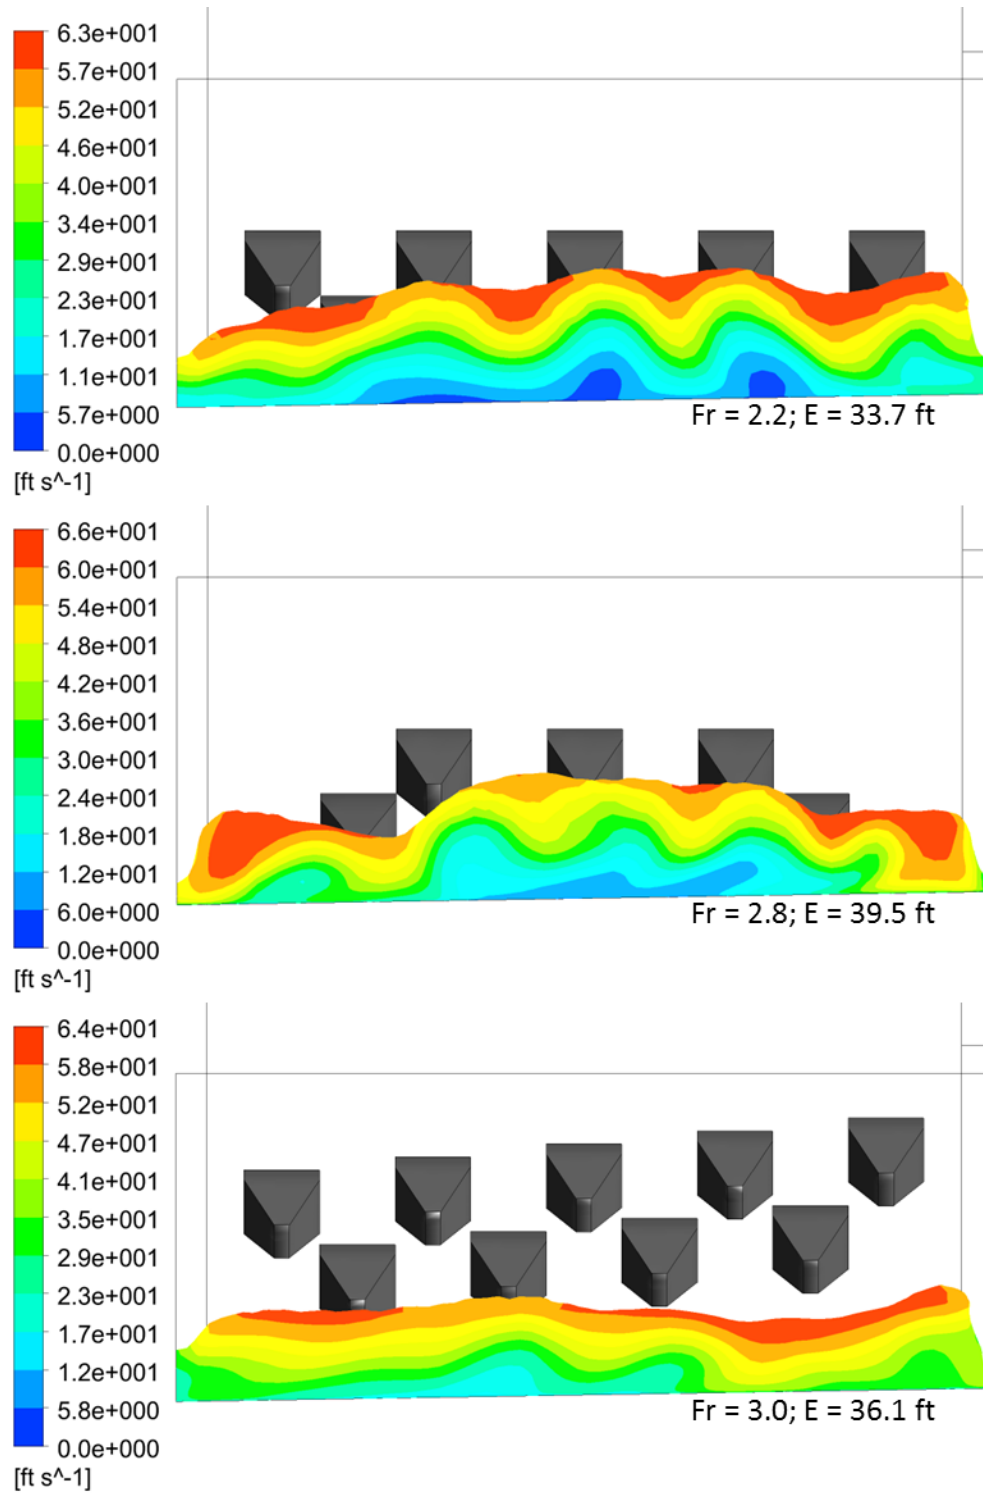 6.3e+001
5.7e+001
5.2e+001
4.6e+001
4.0e+001
3.4e+001
2.9e+001
2.3e+001
1.7e+001
1.1e+001
5.7e+000
0.0e+000
[ft s^-1]
Fr = 2.2; E = 33.7 ft
6.6e+001
6.0e+001
5.4e+001
4.8e+001
4.2e+001
3.6e+001
3.0e+001
2.4e+001
1.8e+001
1.2e+001
6.0e+000
0.0e+000
[ft s^-1]
Fr = 2.8; E = 39.5 ft
6.4e+001
5.8e+001
5.2e+001
4.7e+001
4.1e+001
3.5e+001
2.9e+001
2.3e+001
1.7e+001
1.2e+001
5.8e+000
0.0e+000
[ft s^-1]
Fr = 3.0; E = 36.1 ft